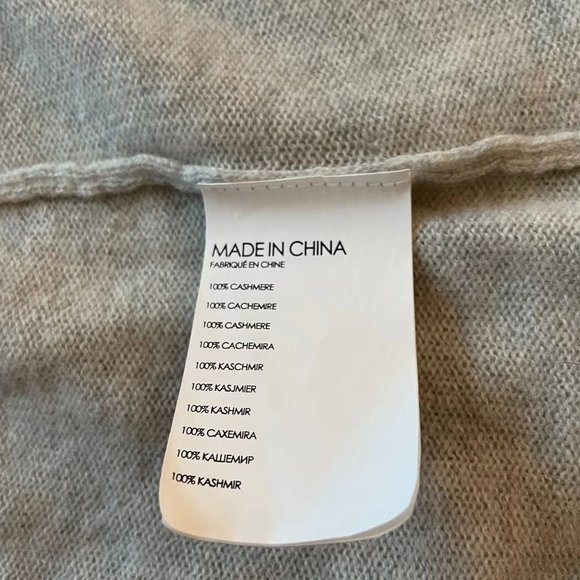 MADE IN CHINA
FABRIQUÉ EN CHINE
100% CASHMERE
100% CACHEMIRE
100% CASHMERE
100% CACHEMIRA
100% KASCHMIR
100% KASJMIER
100% KASHMIR
100% CAXEMIRA
100% КАШЕМИР
100% KASHMIR